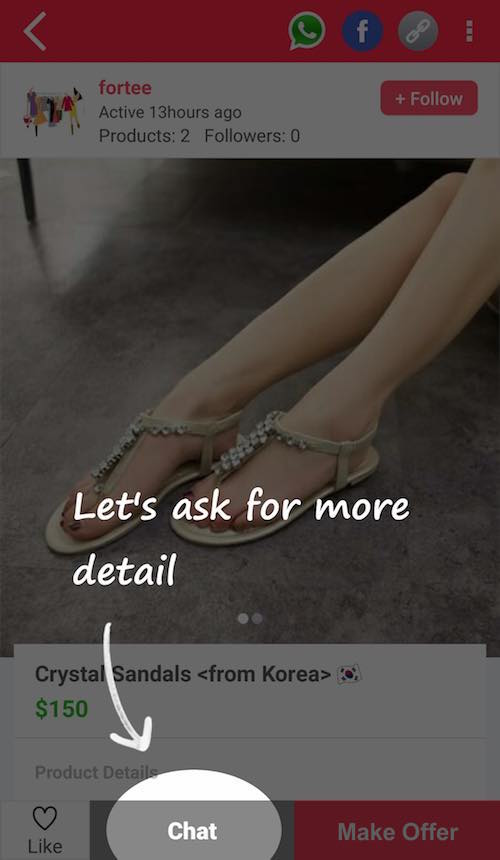 fortee
Active 13hours ago
Products: 2 Followers: 0
+ Follow
Let's ask for more
detail
Crystal Sandals <from Korea> 🇰🇷
$150
Product Details
Like
Chat
Make Offer